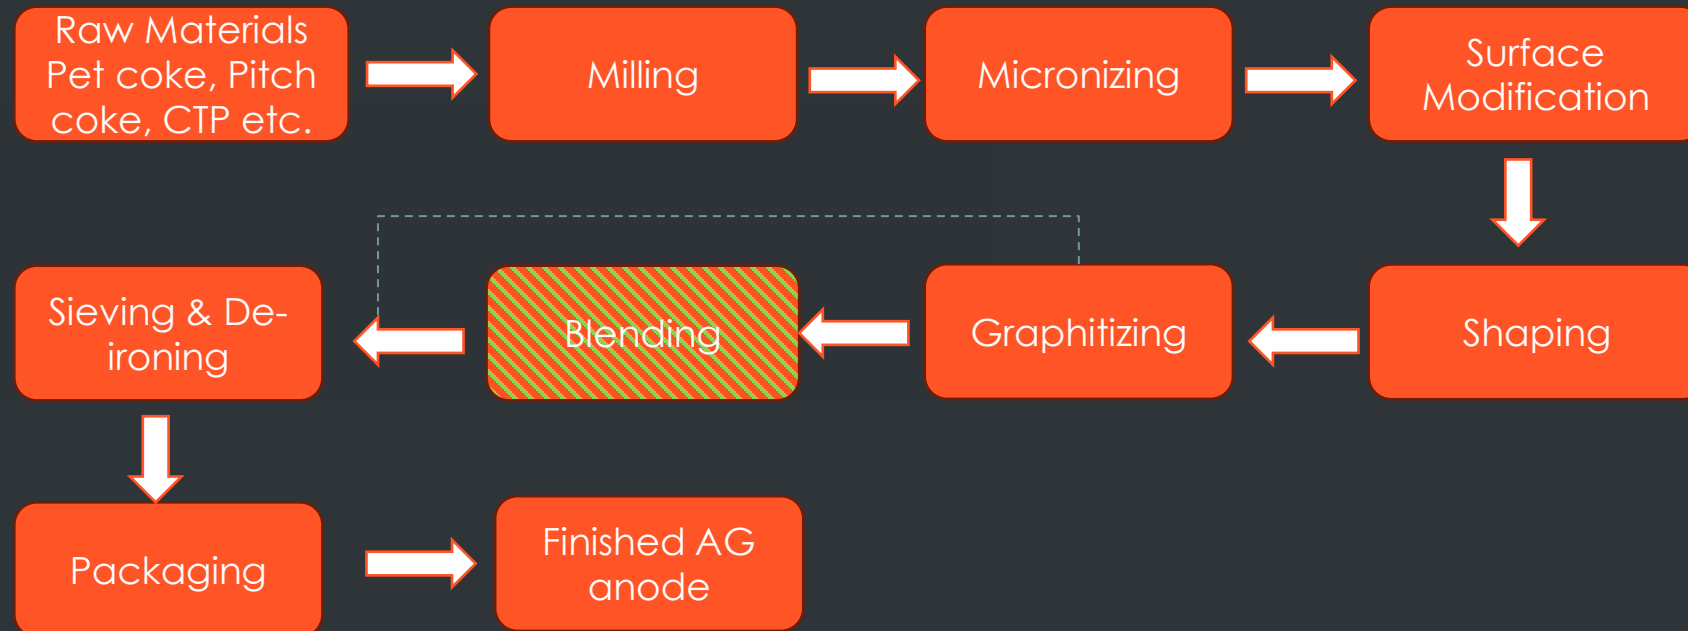 Raw Materials
Pet coke, Pitch
coke, CTP etc.
Milling
Micronizing
Surface
Modification
Sieving & De-
ironing
Blending
Graphitizing
Shaping
Packaging
Finished AG
anode